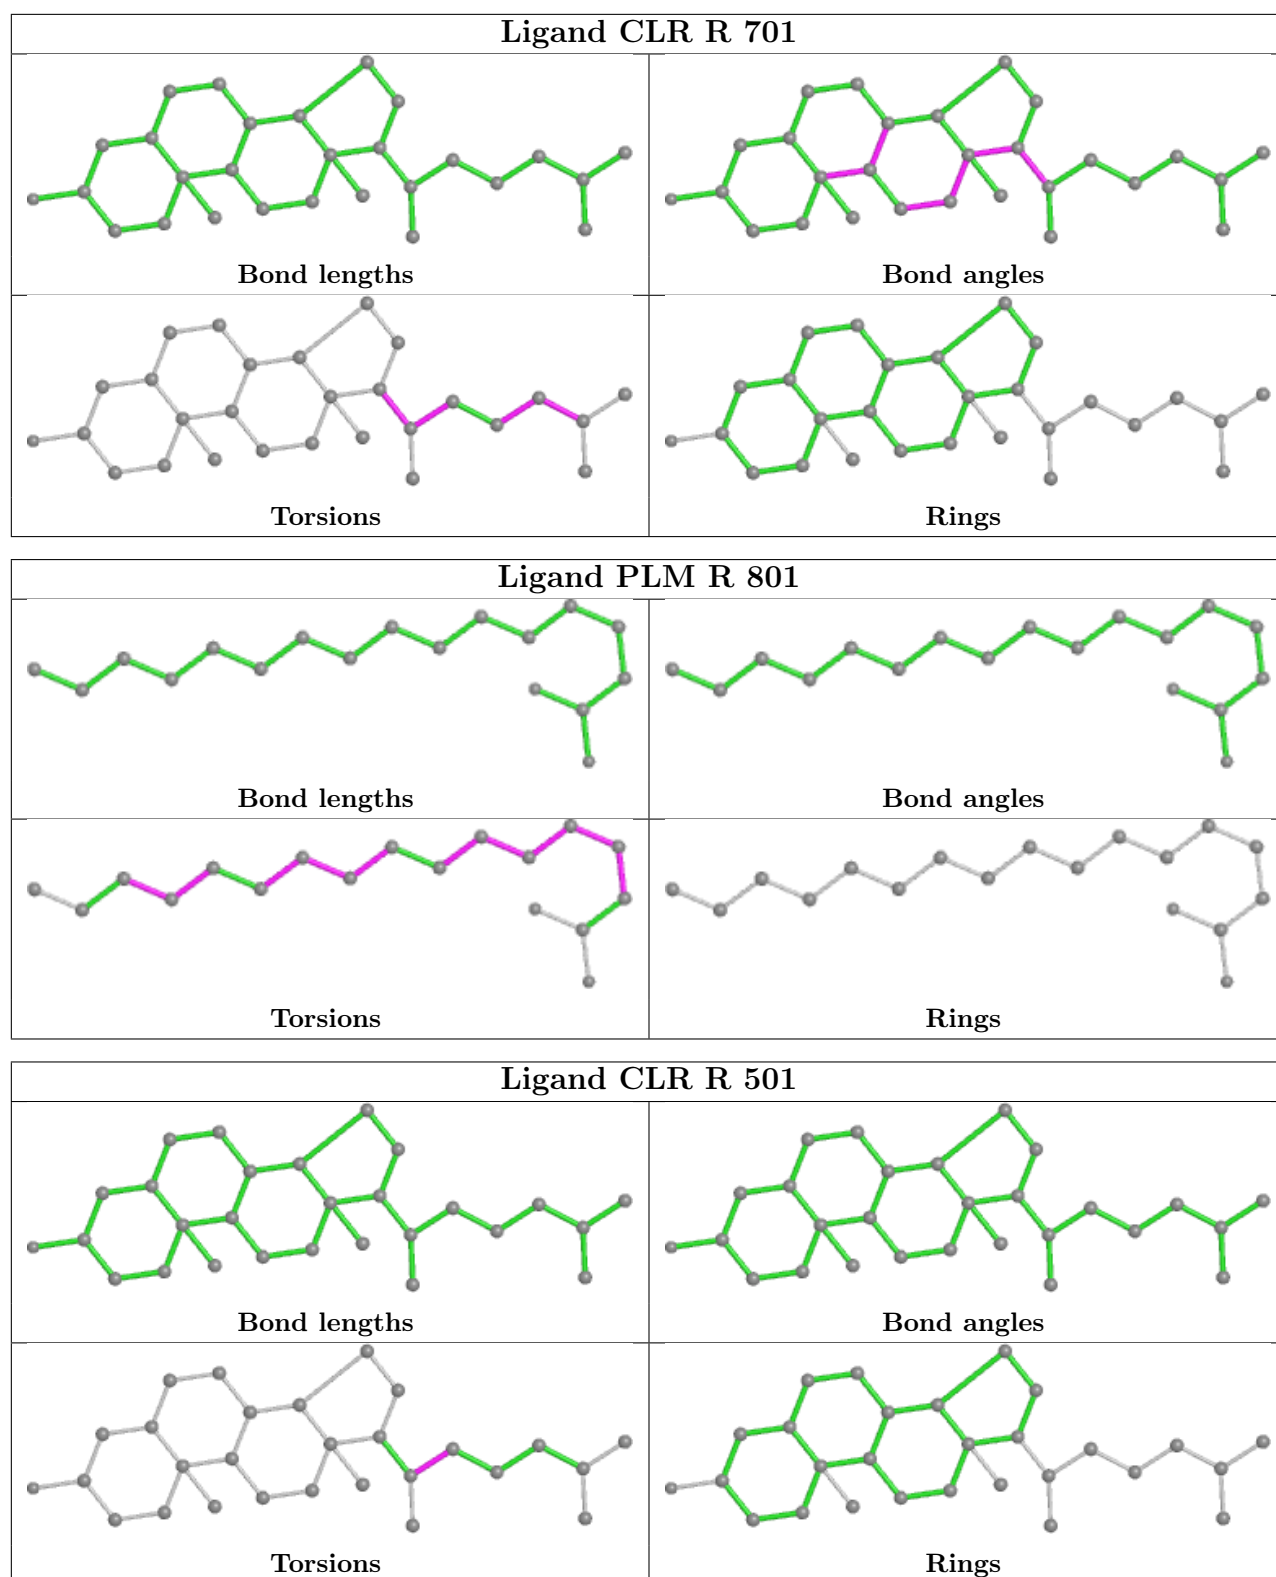 Ligand CLR R 701
Bond lengths
Bond angles
Torsions
Rings
Ligand PLM R 801
Bond lengths
Bond angles
Torsions
Rings
Ligand CLR R 501
Bond lengths
Bond angles
Torsions
Rings